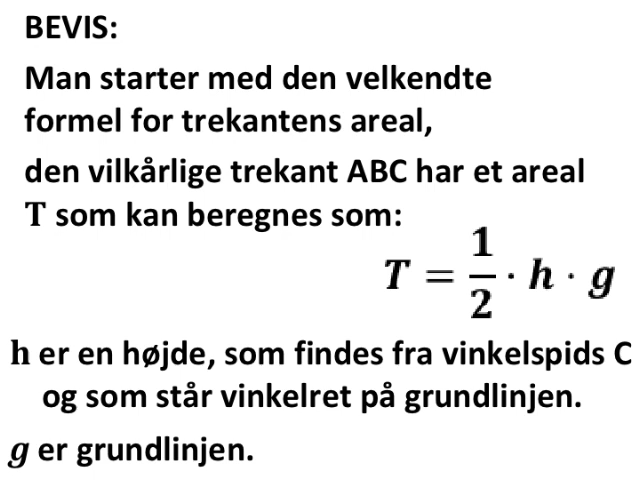 BEVIS:
Man starter med den velkendte
formel for trekantens areal,
den vilkårlige trekant ABC har et areal
T som kan beregnes som:
T = 1/2 · h · g
h er en højde, som findes fra vinkelspids C
og som står vinkelret på grundlinjen.
g er grundlinjen.